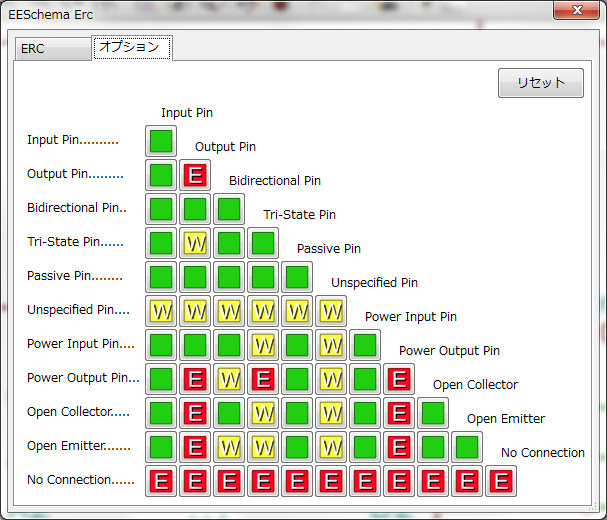 EESchema Erc
ERC オプション
リセット
Input Pin
Input Pin..........
Output Pin
Output Pin.........
E
Bidirectional Pin
Bidirectional Pin..
Tri-State Pin
Tri-State Pin......
W
Passive Pin
Passive Pin........
Unspecified Pin
Unspecified Pin....
W W W W W W
Power Input Pin
Power Input Pin....
W W
Power Output Pin
Power Output Pin...
E W E W E
Open Collector
Open Collector.....
E W W E
Open Emitter
Open Emitter.......
E W W W E
No Connection
No Connection......
E E E E E E E E E E E